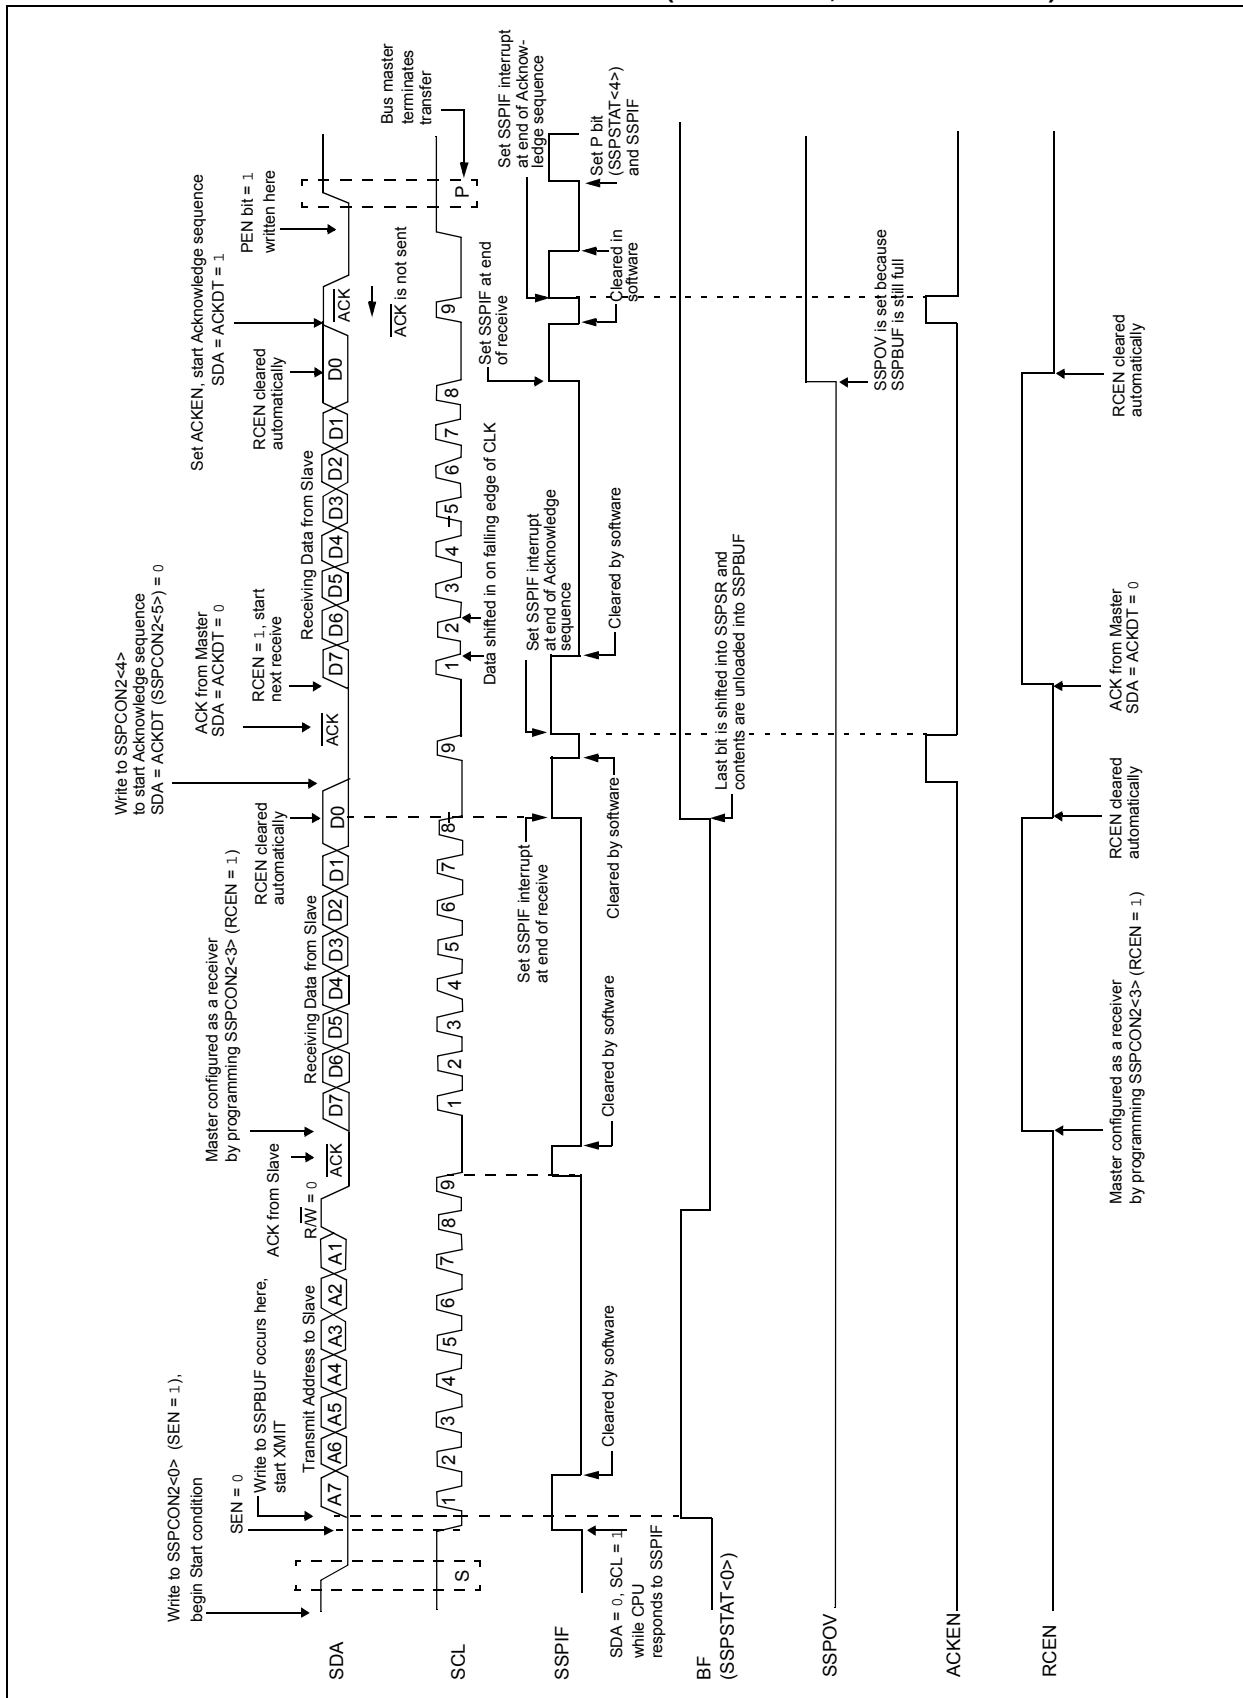 Write to SSPCON2<0> (SEN = 1),
begin Start condition
SEN = 0
Write to SSPBUF occurs here,
start XMIT
Transmit Address to Slave
ACK from Slave
R/W = 0
Master configured as a receiver
by programming SSPCON2<3> (RCEN = 1)
Receiving Data from Slave
RCEN cleared
automatically
Write to SSPCON2<4>
to start Acknowledge sequence
SDA = ACKDT (SSPCON2<5>) = 0
ACK from Master
SDA = ACKDT = 0
RCEN = 1, start
next receive
Receiving Data from Slave
RCEN cleared
automatically
Set ACKEN, start Acknowledge sequence
SDA = ACKDT = 1
PEN bit = 1
written here
SDA
A7 A6 A5 A4 A3 A2 A1
ACK
D7 D6 D5 D4 D3 D2 D1 D0
ACK
D7 D6 D5 D4 D3 D2 D1 D0
ACK
ACK is not sent
Bus master
terminates
transfer
SCL
S
1 2 3 4 5 6 7 8 9
1 2 3 4 5 6 7 8 9
1 2 3 4 5 6 7 8 9
P
Data shifted in on falling edge of CLK
SSPIF
SDA = 0, SCL = 1
while CPU
responds to SSPIF
Cleared by software
Cleared by software
Set SSPIF interrupt
at end of receive
Cleared by software
Set SSPIF interrupt
at end of Acknowledge
sequence
Cleared by software
Set SSPIF at end
of receive
Cleared in
software
Set SSPIF interrupt
at end of Acknow-
ledge sequence
Set P bit
(SSPSTAT<4>)
and SSPIF
BF
(SSPSTAT<0>)
Last bit is shifted into SSPSR and
contents are unloaded into SSPBUF
SSPOV
SSPOV is set because
SSPBUF is still full
ACKEN
RCEN
Master configured as a receiver
by programming SSPCON2<3> (RCEN = 1)
RCEN cleared
automatically
ACK from Master
SDA = ACKDT = 0
RCEN cleared
automatically